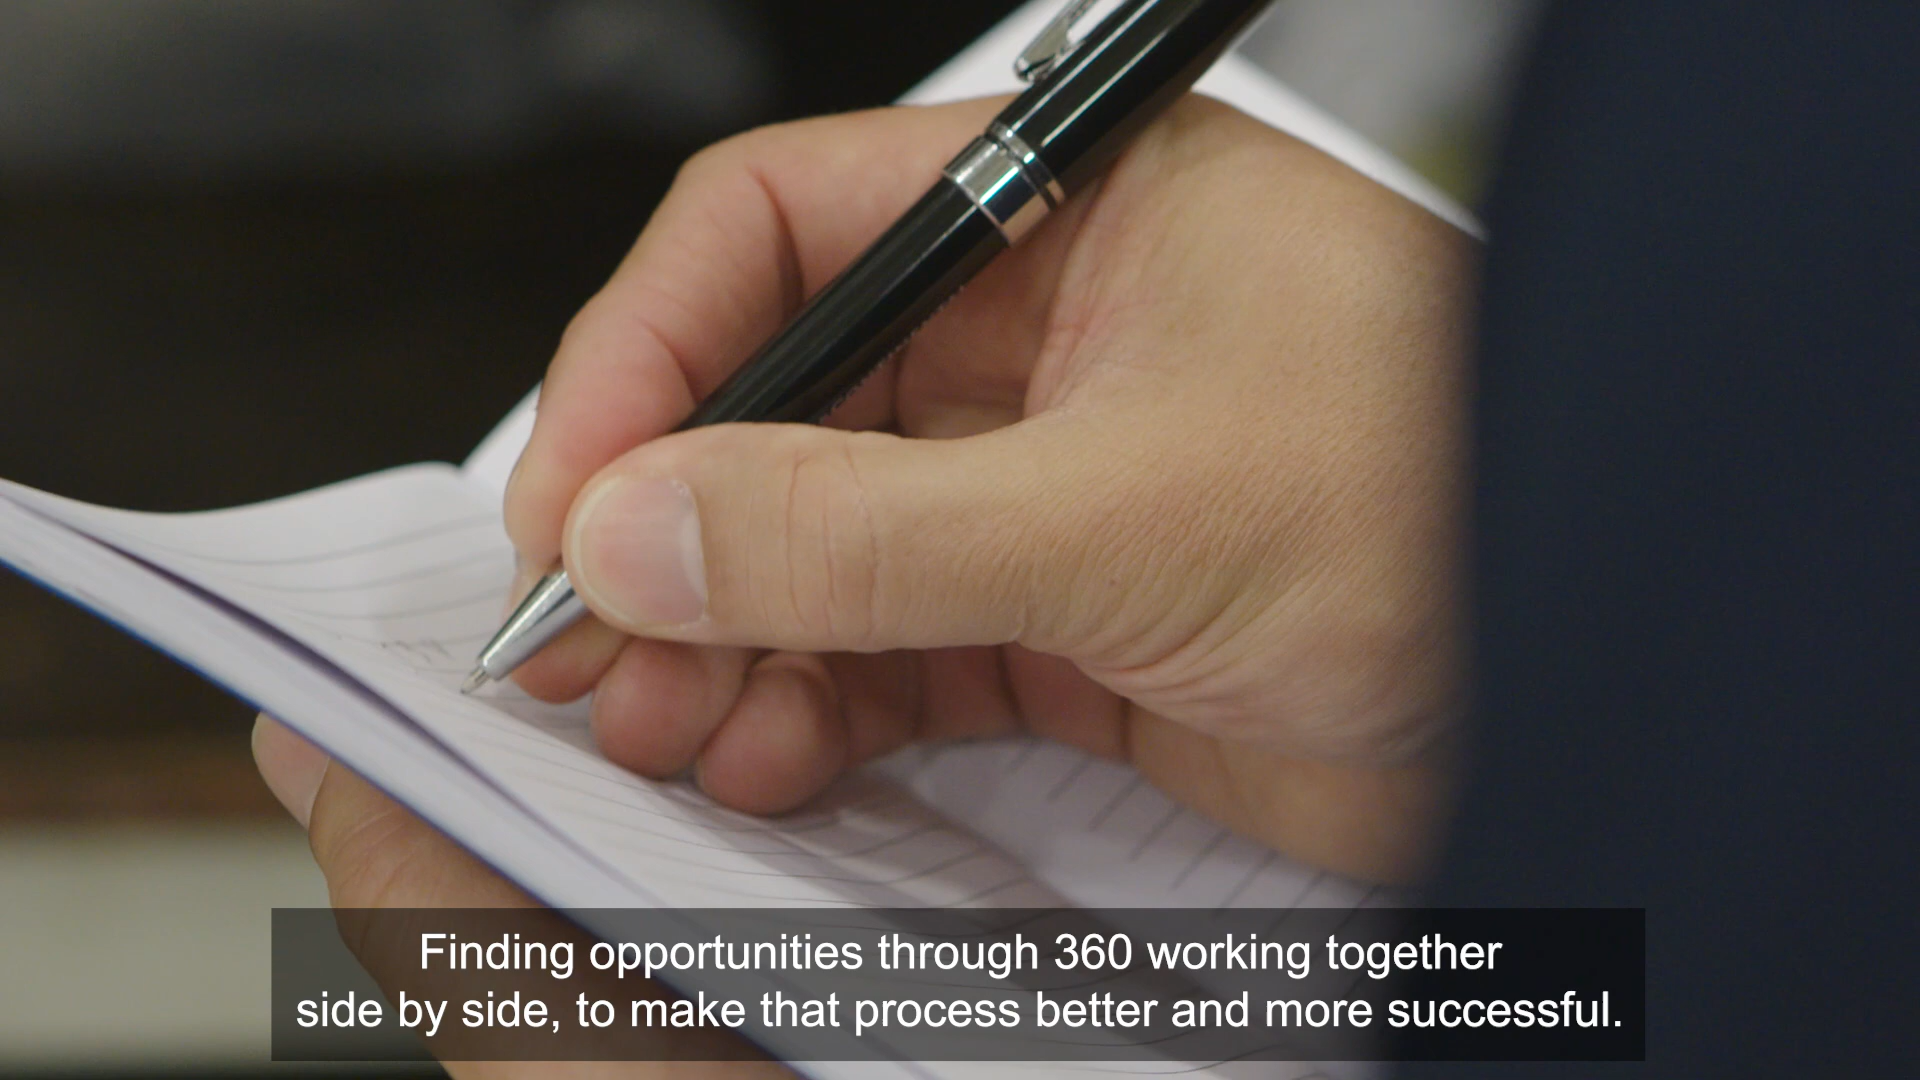 Finding opportunities through 360 working together
side by side, to make that process better and more successful.